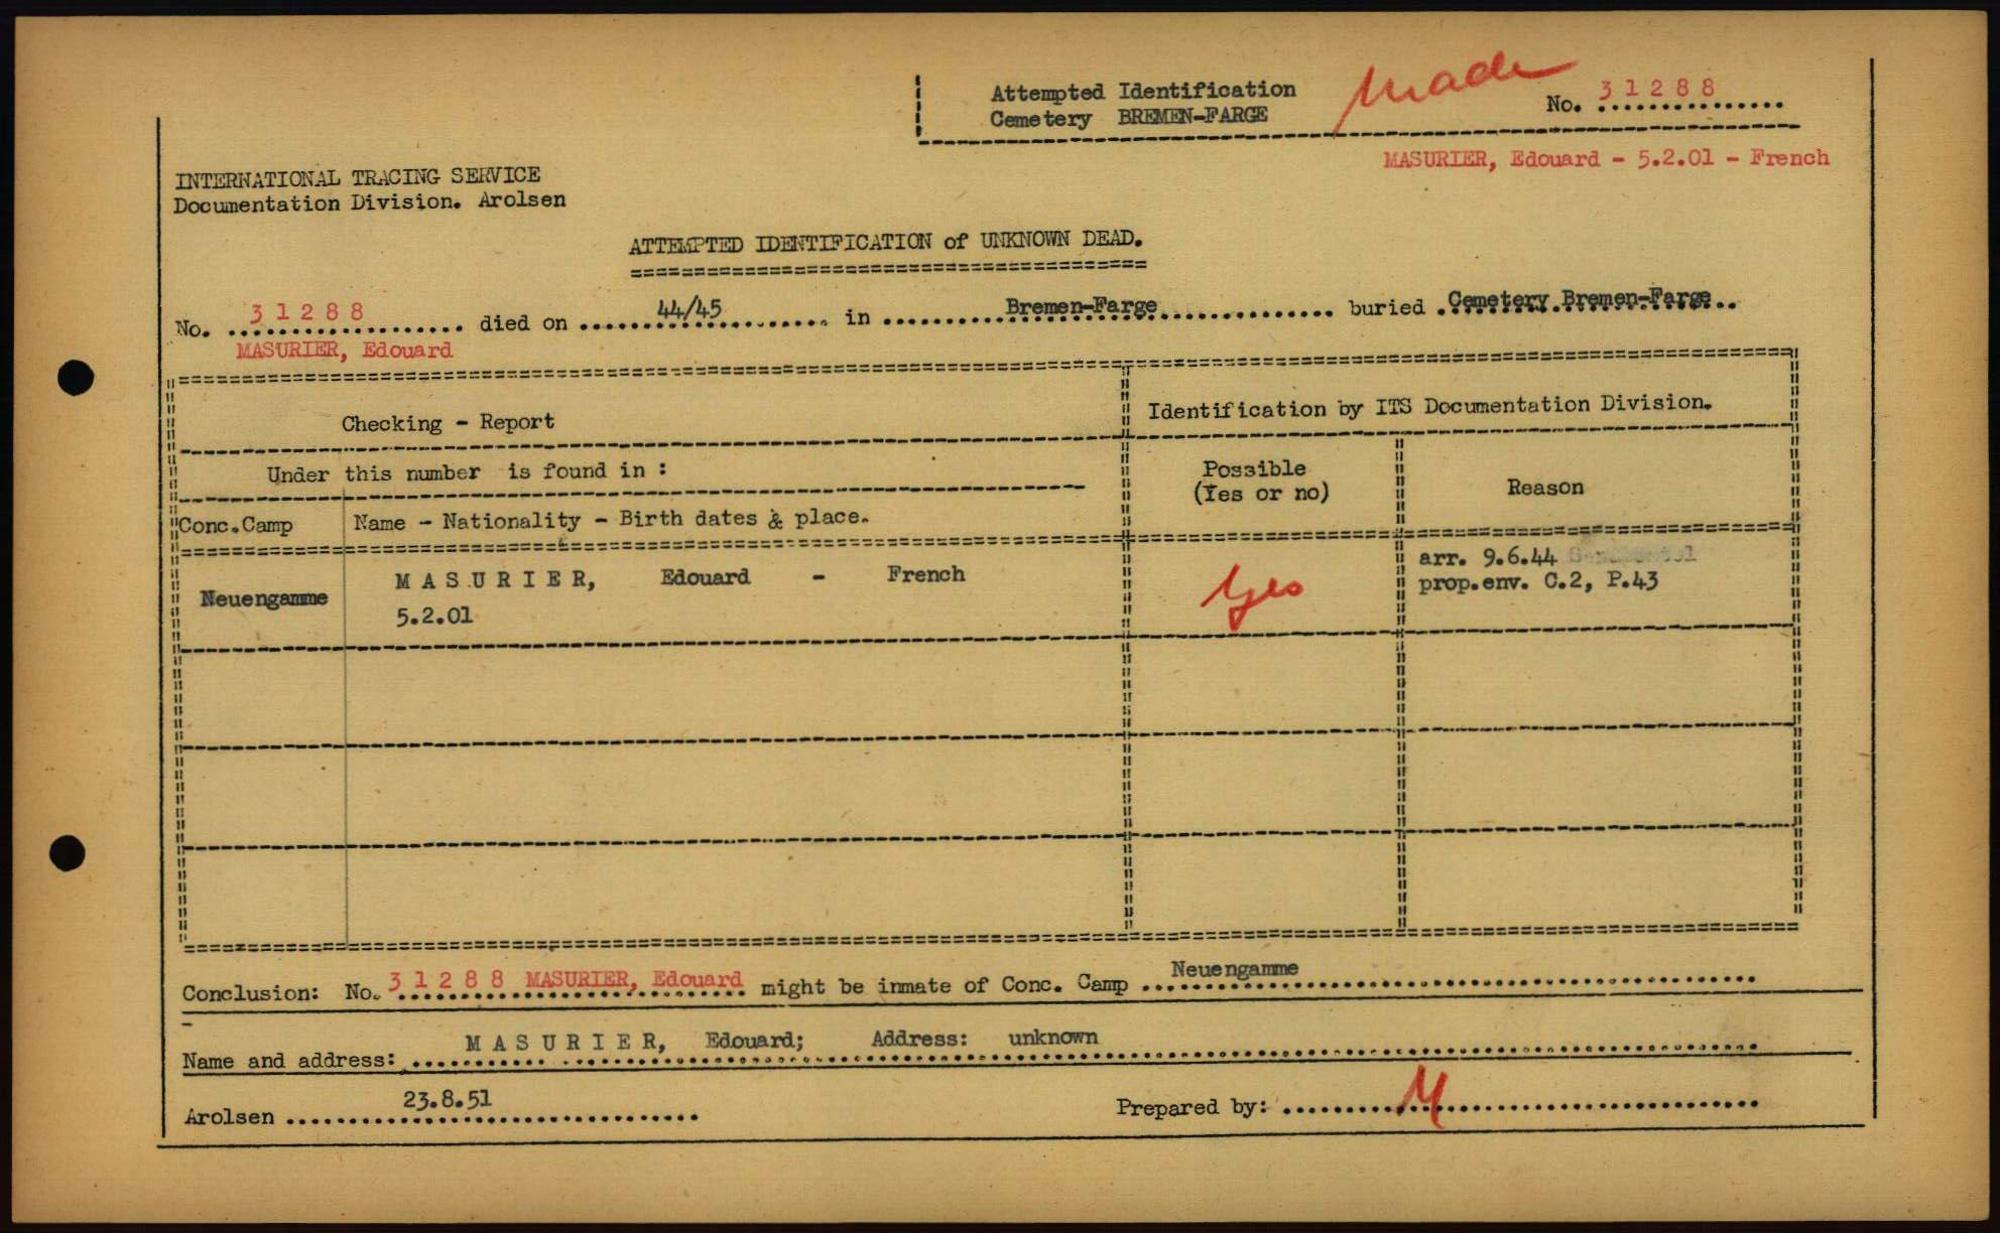 Attempted Identification
Cemetery BREMEN-FARGE
Made
No. 31288
MASURIER, Edouard - 5.2.01 - French
INTERNATIONAL TRACING SERVICE
Documentation Division. Arolsen
ATTEMPTED IDENTIFICATION of UNKNOWN DEAD.
No. 31288 died on 44/45 in Bremen-Farge buried Cemetery Bremen-Farge
MASURIER, Edouard
Checking - Report
Identification by ITS Documentation Division.
Under this number is found in :
Possible
(Yes or no)
Reason
Conc.Camp
Name - Nationality - Birth dates & place.
Neuengamme
MASURIER, Edouard - French
5.2.01
Yes
arr. 9.6.44
prop.env. C.2, P.43
Conclusion: No. 31288 MASURIER, Edouard might be inmate of Conc. Camp Neuengamme
Name and address: MASURIER, Edouard; Address: unknown
Arolsen 23.8.51
Prepared by: M